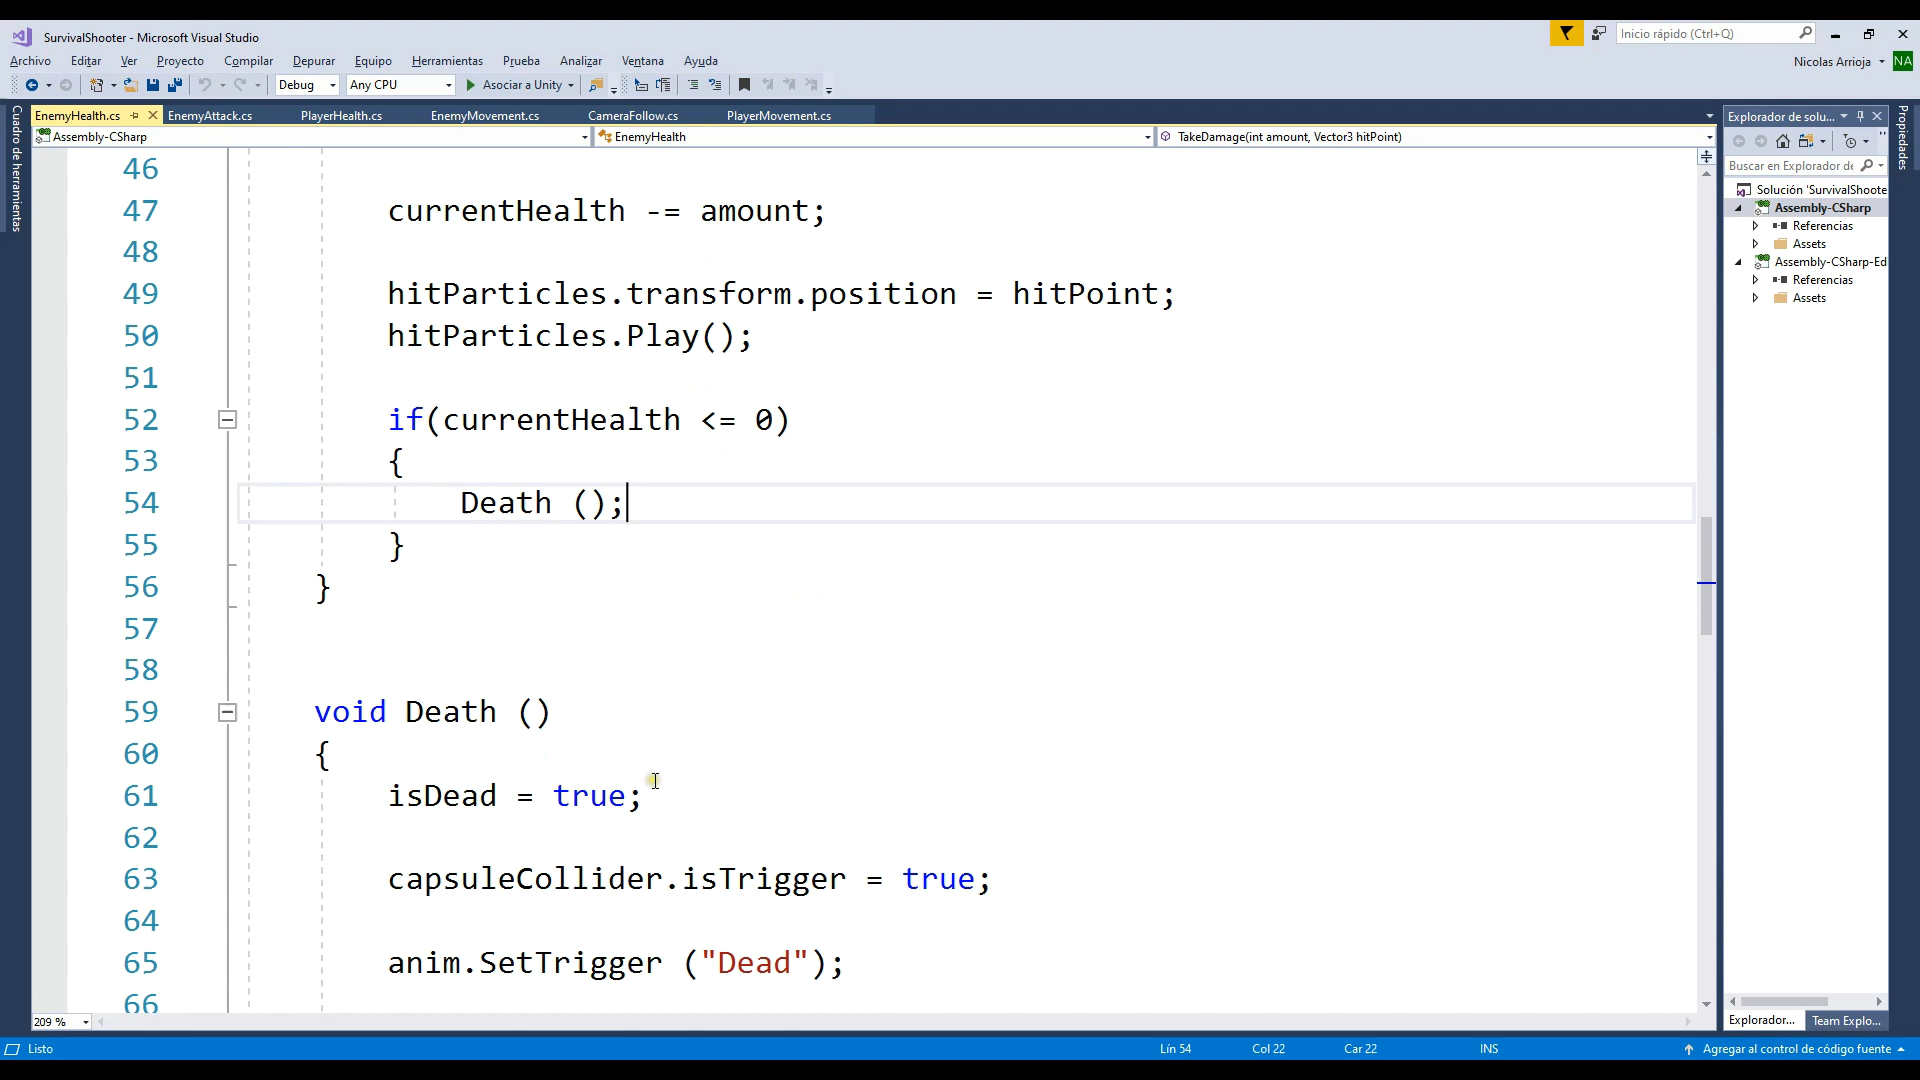 SurvivalShooter - Microsoft Visual Studio
Inicio rápido (Ctrl+Q)
Archivo Editar Ver Proyecto Compilar Depurar Equipo Herramientas Prueba Analizar Ventana Ayuda
Nicolas Arrioja NA
Debug Any CPU Asociar a Unity
EnemyHealth.cs EnemyAttack.cs PlayerHealth.cs EnemyMovement.cs CameraFollow.cs PlayerMovement.cs
Assembly-CSharp EnemyHealth TakeDamage(int amount, Vector3 hitPoint)
Cuadro de herramientas
46
47 currentHealth -= amount;
48
49 hitParticles.transform.position = hitPoint;
50 hitParticles.Play();
51
52 if(currentHealth <= 0)
53 {
54 Death ();
55 }
56 }
57
58
59 void Death ()
60 {
61 isDead = true;
62
63 capsuleCollider.isTrigger = true;
64
65 anim.SetTrigger ("Dead");
66
209 %
Explorador de solu...
Buscar en Explorador de
Solución 'SurvivalShoote
Assembly-CSharp
Referencias
Assets
Assembly-CSharp-Ed
Referencias
Assets
Explorador... Team Explo...
Propiedades
Listo Lín 54 Col 22 Car 22 INS Agregar al control de código fuente